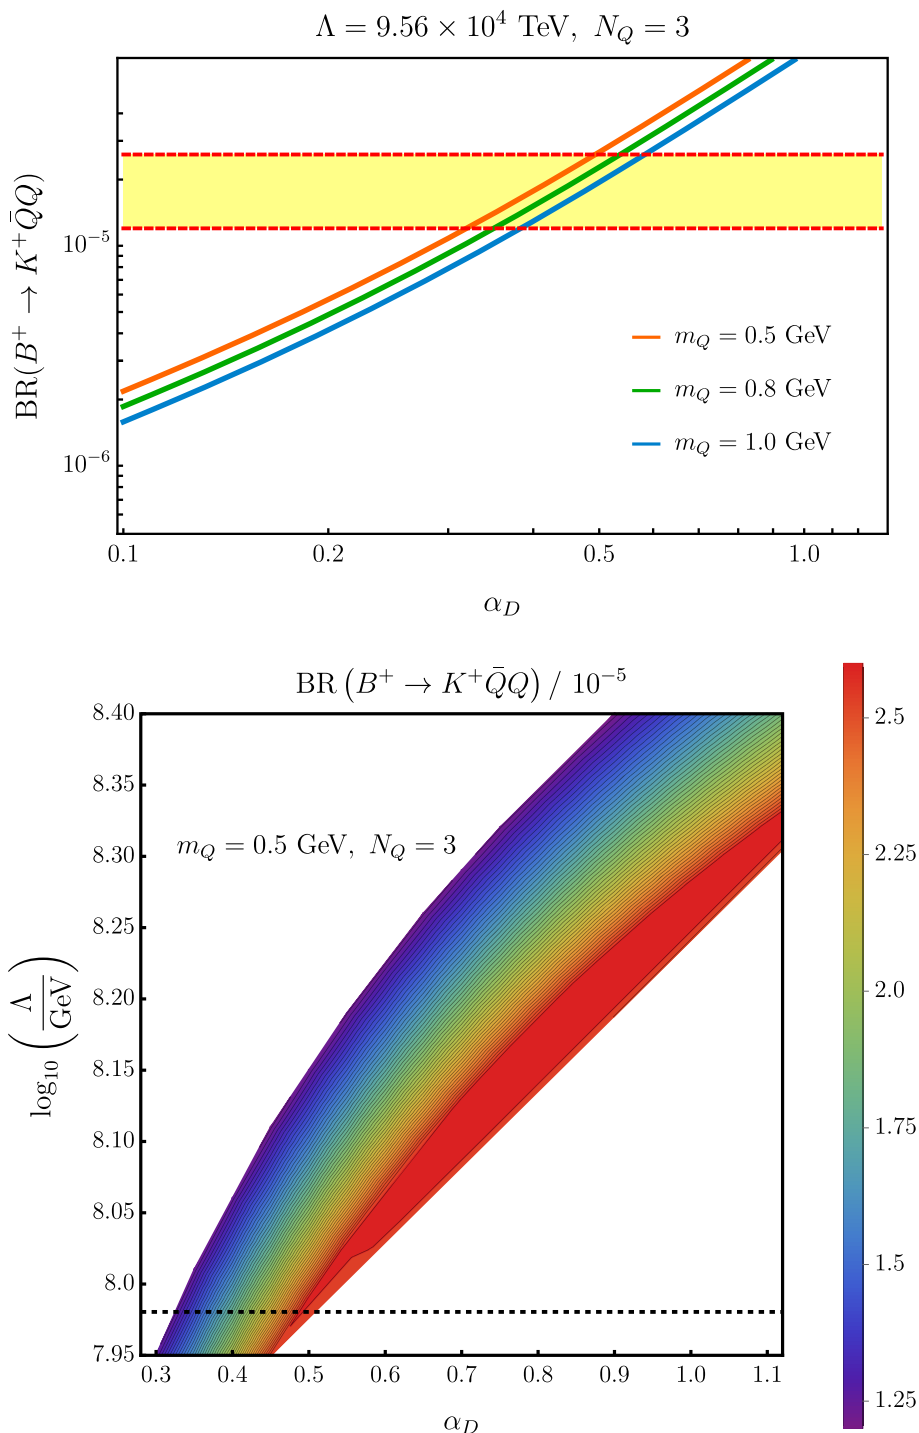 Λ = 9.56 × 10⁴ TeV, N_Q = 3
BR(B⁺ → K⁺Q̄Q)
10⁻⁵
10⁻⁶
m_Q = 0.5 GeV
m_Q = 0.8 GeV
m_Q = 1.0 GeV
0.1 0.2 0.5 1.0
α_D
BR (B⁺ → K⁺Q̄Q) / 10⁻⁵
log₁₀ (Λ/GeV)
8.40
8.35
8.30
8.25
8.20
8.15
8.10
8.05
8.0
7.95
m_Q = 0.5 GeV, N_Q = 3
0.3 0.4 0.5 0.6 0.7 0.8 0.9 1.0 1.1
α_D
2.5
2.25
2.0
1.75
1.5
1.25